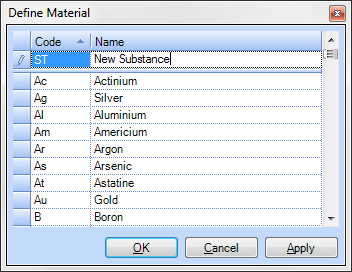 Define Material
Code Name
ST New Substance
Ac Actinium
Ag Silver
Al Aluminium
Am Americium
Ar Argon
As Arsenic
At Astatine
Au Gold
B Boron
OK Cancel Apply